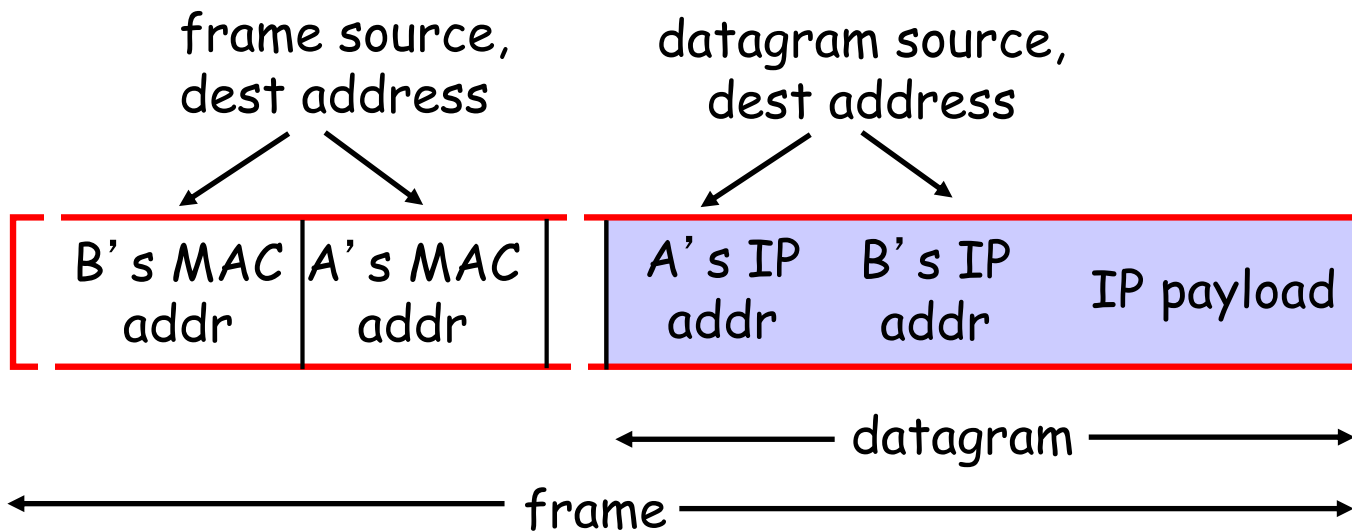 frame source,
dest address
datagram source,
dest address
B’s MAC
addr
A’s MAC
addr
A’s IP
addr
B’s IP
addr
IP payload
datagram
frame